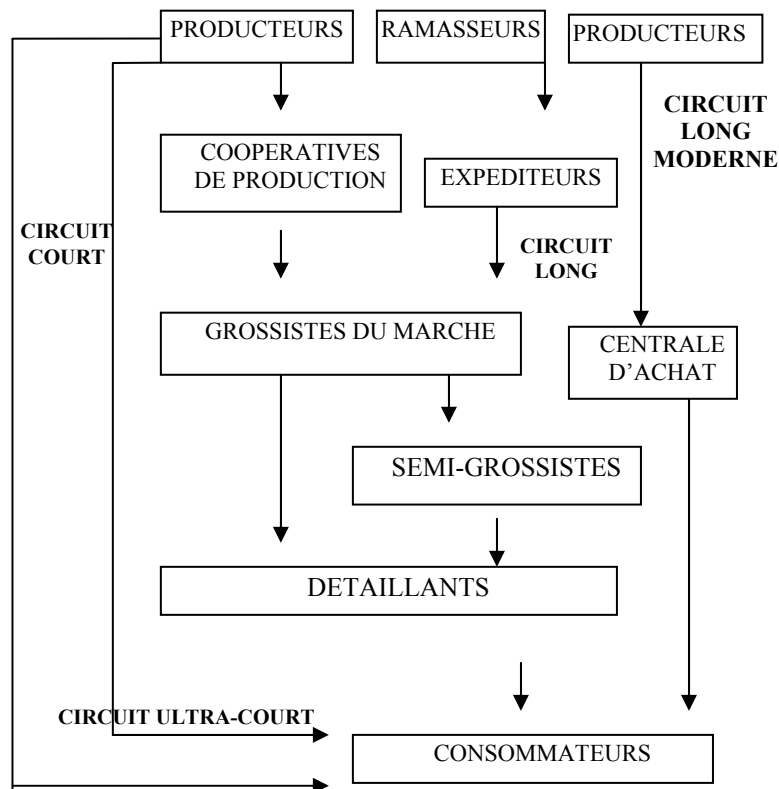 PRODUCTEURS
RAMASSEURS
PRODUCTEURS
CIRCUIT
LONG
MODERNE
COOPERATIVES
DE PRODUCTION
EXPEDITEURS
CIRCUIT
COURT
CIRCUIT
LONG
GROSSISTES DU MARCHE
CENTRALE
D’ACHAT
SEMI-GROSSISTES
DETAILLANTS
CIRCUIT ULTRA-COURT
CONSOMMATEURS